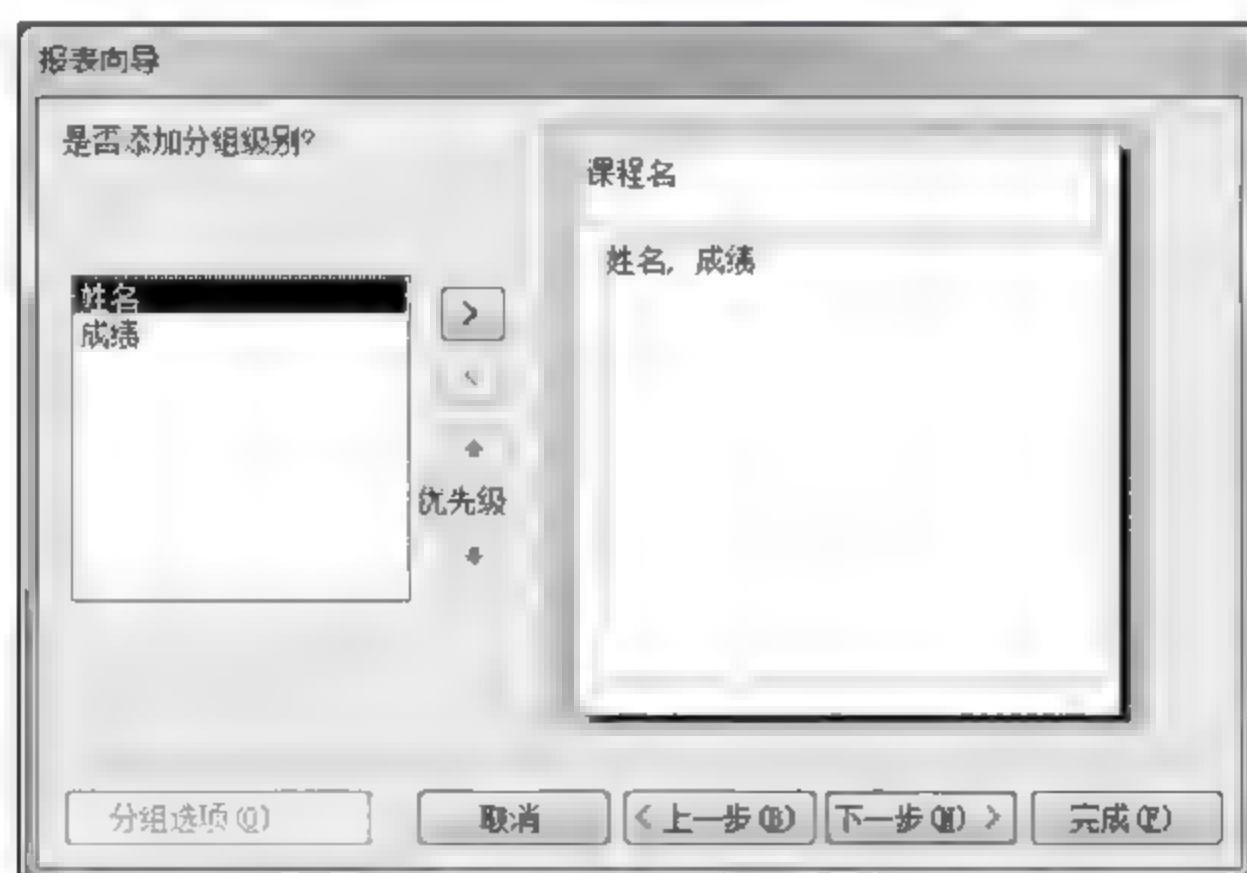 报表向导
是否添加分组级别?
课程名
姓名, 成绩
姓名
成绩
>
<
优先级
分组选项(O)
取消
< 上一步(B)
下一步(N) >
完成(F)